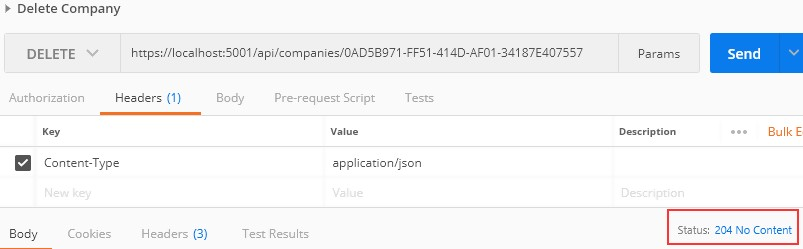 Delete Company
DELETE https://localhost:5001/api/companies/0AD5B971-FF51-414D-AF01-34187E407557 Params Send
Authorization Headers (1) Body Pre-request Script Tests
Key Value Description ••• Bulk E
Content-Type application/json
New key Value Description
Body Cookies Headers (3) Test Results Status: 204 No Content